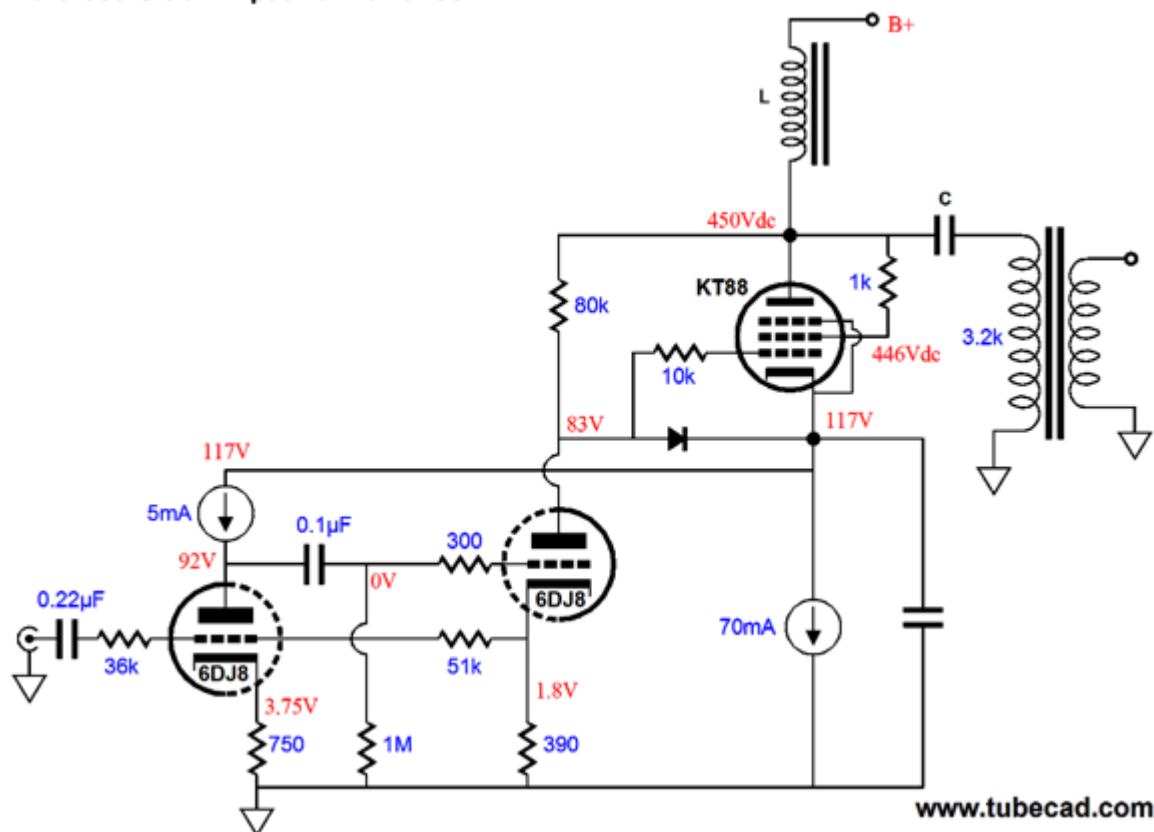 B+
L
450Vdc
C
KT88
1k
80k
3.2k
446Vdc
10k
83V
117V
117V
5mA
0.1µF
300
92V
0V
6DJ8
0.22µF
70mA
36k
6DJ8
51k
1.8V
3.75V
750
1M
390
www.tubecad.com